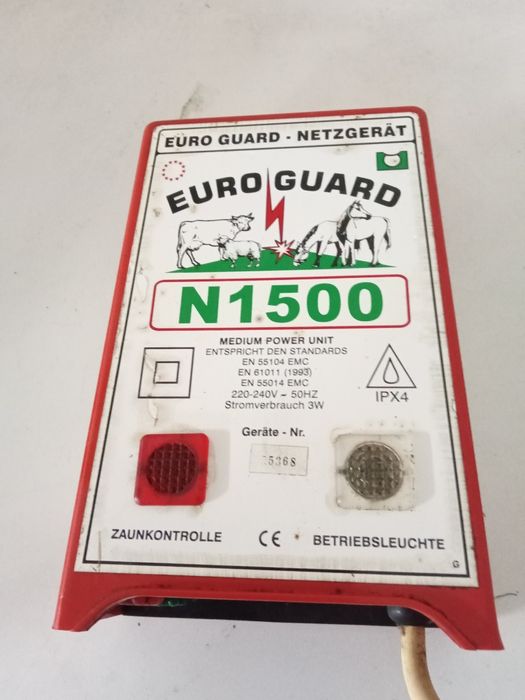 EURO GUARD - NETZGERÄT
EURO GUARD
N1500
MEDIUM POWER UNIT
ENTSPRICHT DEN STANDARDS
EN 55104 EMC
EN 61011 (1993)
EN 55014 EMC
220-240V ~ 50HZ
Stromverbrauch 3W
IPX4
Geräte - Nr.
5368
ZAUNKONTROLLE
CE
BETRIEBSLEUCHTE
G